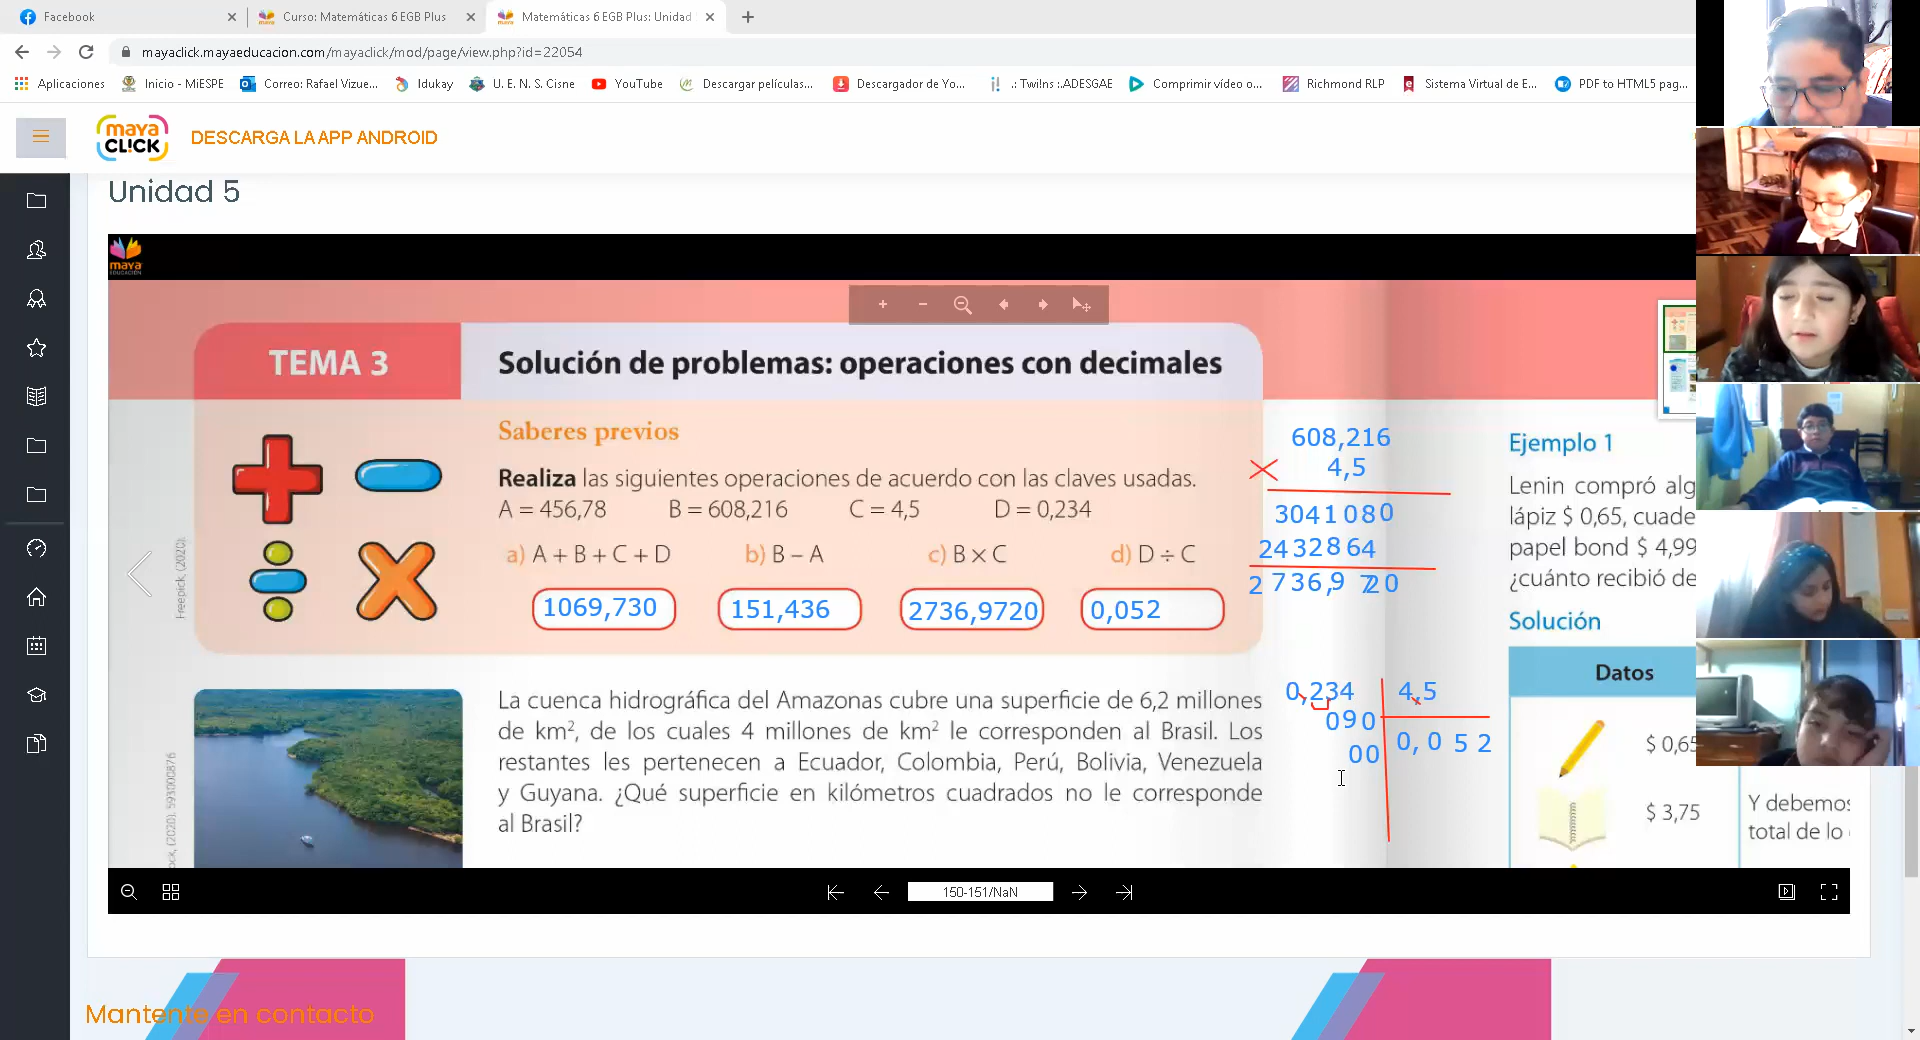 Facebook
Curso: Matemáticas 6 EGB Plus
Matemáticas 6 EGB Plus: Unidad
mayaclick.mayaeducacion.com/mayaclick/mod/page/view.php?id=22054
Aplicaciones
Inicio - MiESPE
Correo: Rafael Vizue...
Idukay
U. E. N. S. Cisne
YouTube
Descargar películas...
Descargador de Yo...
.: Twi!ns :.ADESGAE
Comprimir vídeo o...
Richmond RLP
Sistema Virtual de E...
PDF to HTML5 pag...
maya
CLICK
DESCARGA LA APP ANDROID
Unidad 5
maya
EDUCACIÓN
TEMA 3
Solución de problemas: operaciones con decimales
Saberes previos
Realiza las siguientes operaciones de acuerdo con las claves usadas.
A = 456,78 B = 608,216 C = 4,5 D = 0,234
a) A + B + C + D b) B – A c) B × C d) D ÷ C
1069,730 151,436 2736,9720 0,052
Freepick, (2020).
608,216
4,5
3041080
2432864
2736,9720
0,234 4,5
090
00 0,052
La cuenca hidrográfica del Amazonas cubre una superficie de 6,2 millones
de km², de los cuales 4 millones de km² le corresponden al Brasil. Los
restantes les pertenecen a Ecuador, Colombia, Perú, Bolivia, Venezuela
y Guyana. ¿Qué superficie en kilómetros cuadrados no le corresponde
al Brasil?
ock, (2020). 593100876
Ejemplo 1
Lenin compró alg
lápiz $ 0,65, cuade
papel bond $ 4,99
¿cuánto recibió de
Solución
Datos
$ 0,65
$ 3,75
Y debemos
total de lo
150-151/NaN
Mantente en contacto